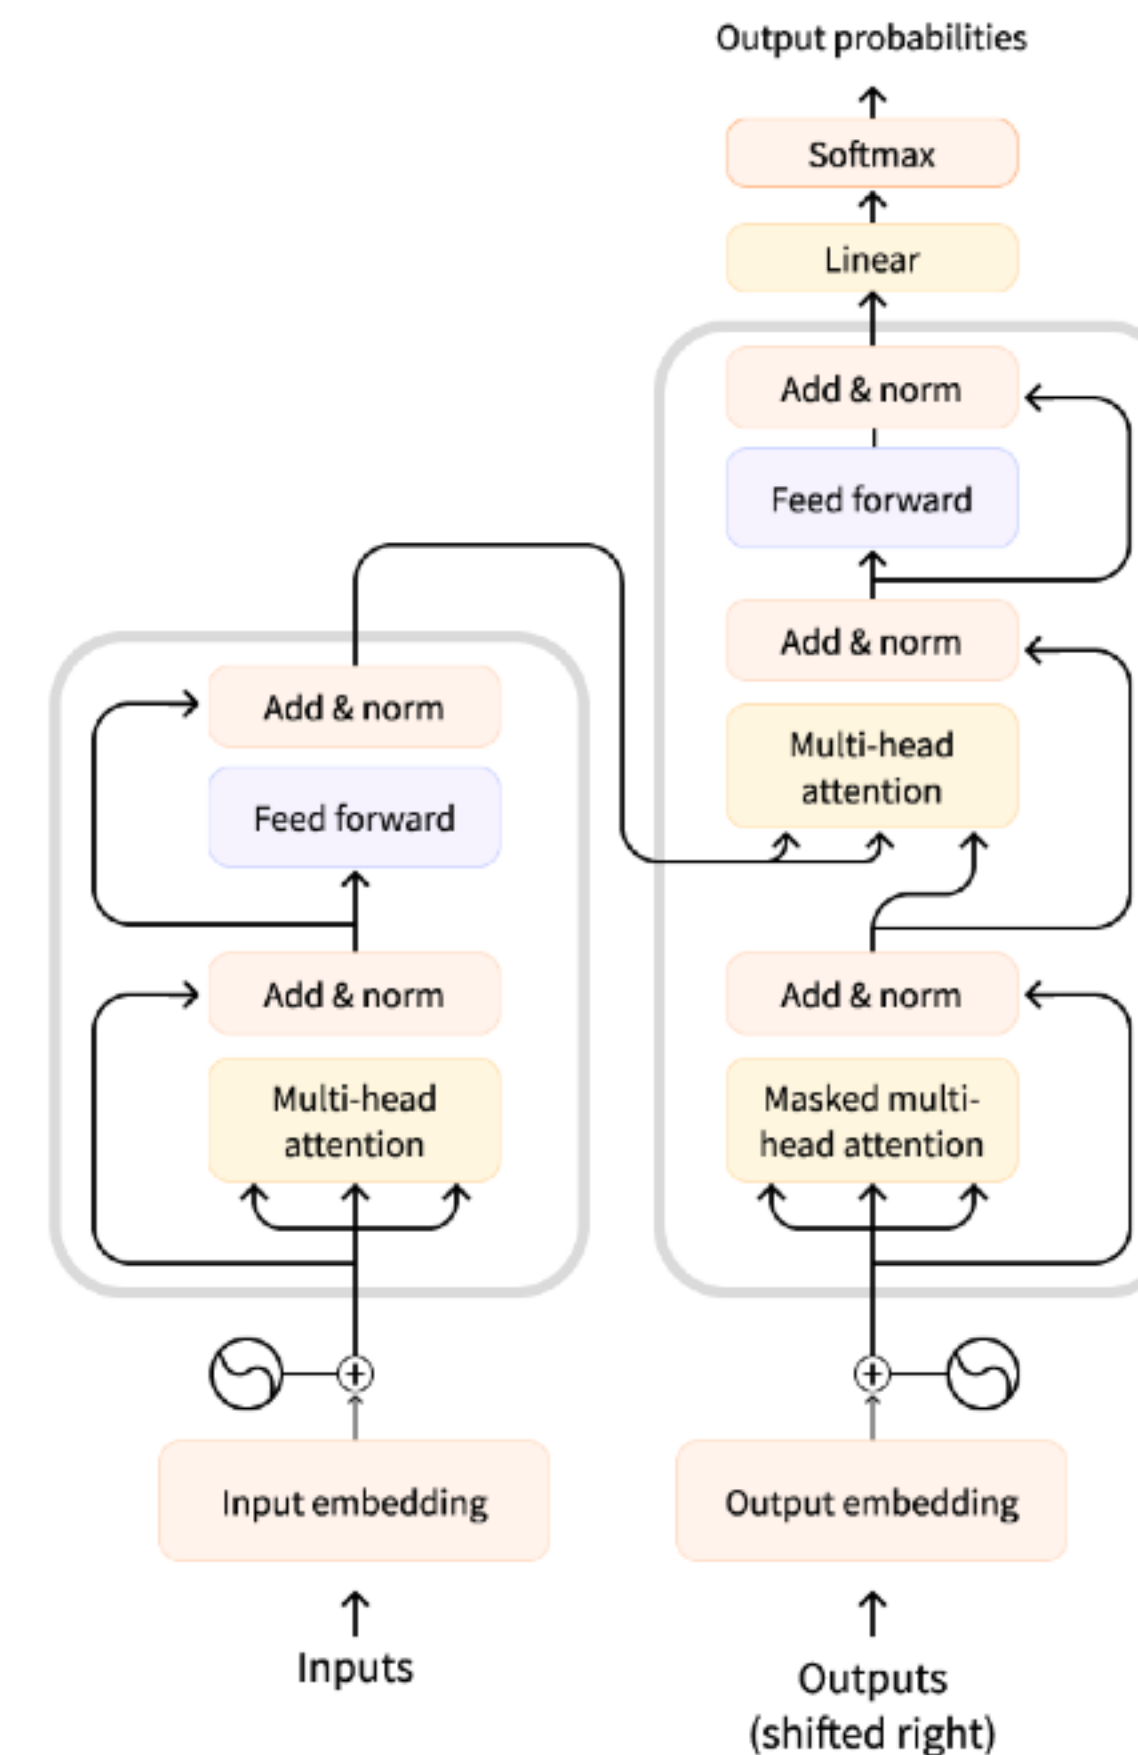 Output probabilities
Softmax
Linear
Add & norm
Feed forward
Add & norm
Multi-head
attention
Add & norm
Masked multi-
head attention
Output embedding
Outputs
(shifted right)
Add & norm
Feed forward
Add & norm
Multi-head
attention
Input embedding
Inputs